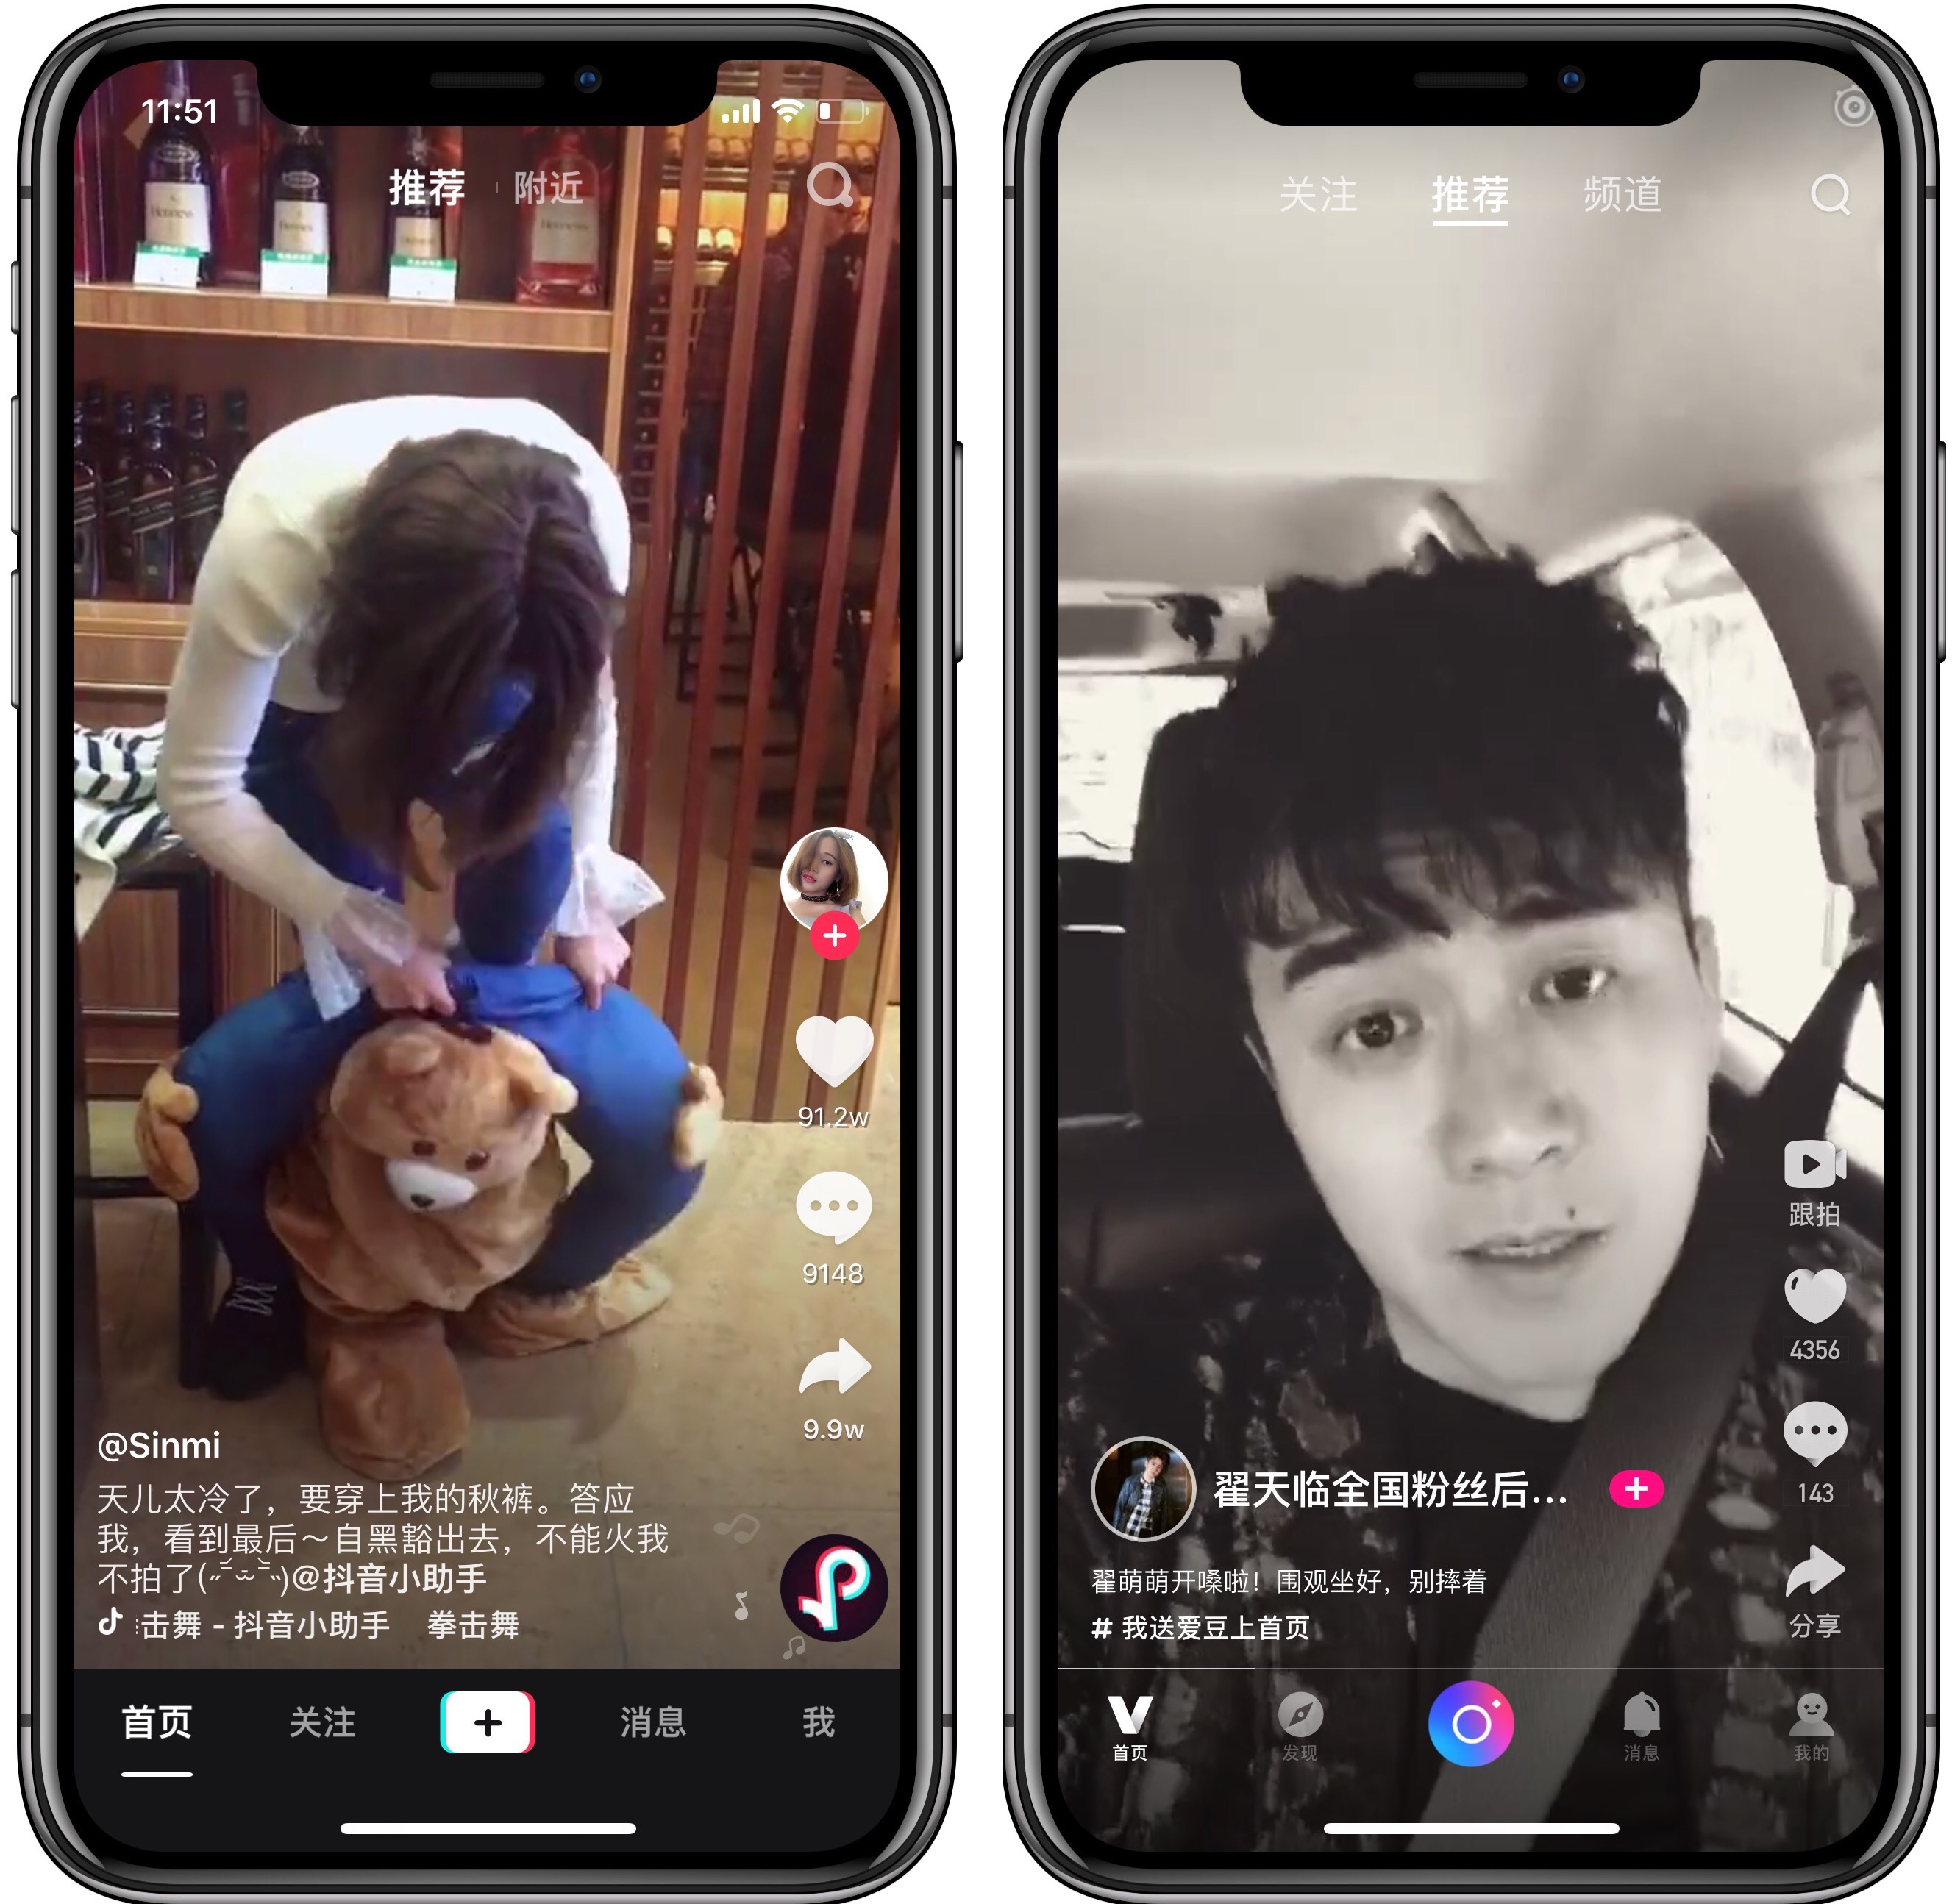 11:51
推荐
附近
Hennessy
Hennessy
Hennessy
Hennessy
91.2w
9148
9.9w
@Sinmi
天儿太冷了，要穿上我的秋裤。答应
我，看到最后～自黑豁出去，不能火我
不拍了(˶‾᷄ ⁻̫ ‾᷅˵)@抖音小助手
击舞 - 抖音小助手 拳击舞
首页
关注
消息
我
关注
推荐
频道
跟拍
4356
143
分享
翟天临全国粉丝后...
翟萌萌开嗓啦！围观坐好，别摔着
# 我送爱豆上首页
首页
发现
消息
我的